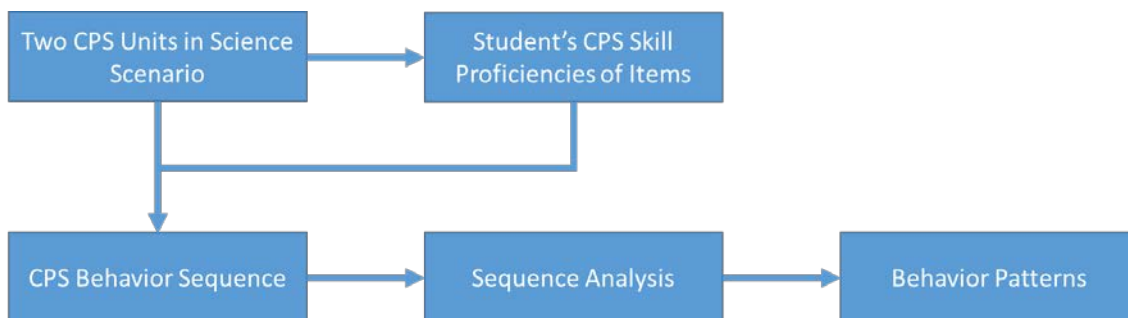 Two CPS Units in Science
Scenario
Student's CPS Skill
Proficiencies of Items
CPS Behavior Sequence
Sequence Analysis
Behavior Patterns